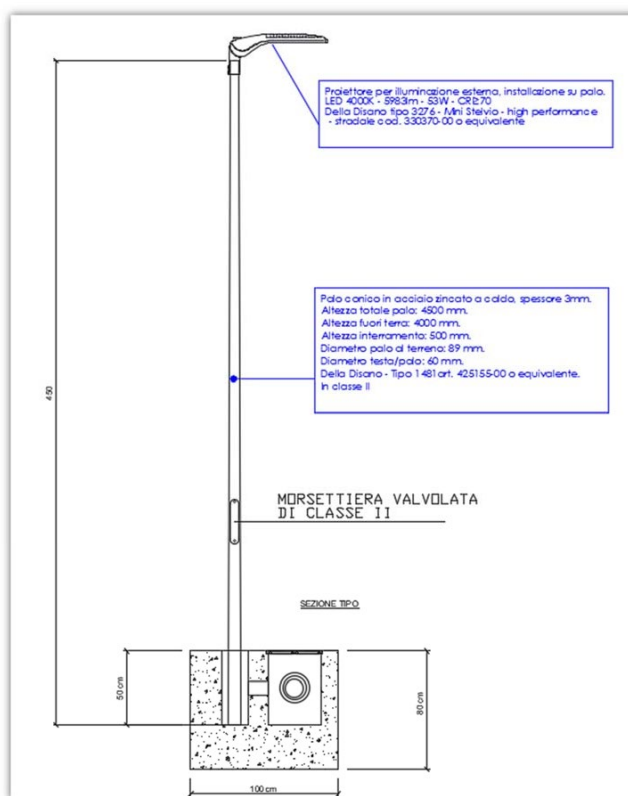 Proiettore per illuminazione esterna, installazione su palo.
LED 4000K - 5983lm - 53W - CRI≥70
Della Disano tipo 3276 - Mini Stelvio - high performance
- stradale cod. 330370-00 o equivalente
Palo conico in acciaio zincato a caldo, spessore 3mm.
Altezza totale palo: 4500 mm.
Altezza fuori terra: 4000 mm.
Altezza interramento: 500 mm.
Diametro palo al terreno: 89 mm.
Diametro testa/palo: 60 mm.
Della Disano - Tipo 1481 art. 425155-00 o equivalente.
In classe II
450
MORSETTIERA VALVOLATA
DI CLASSE II
SEZIONE TIPO
50 cm
80 cm
100 cm